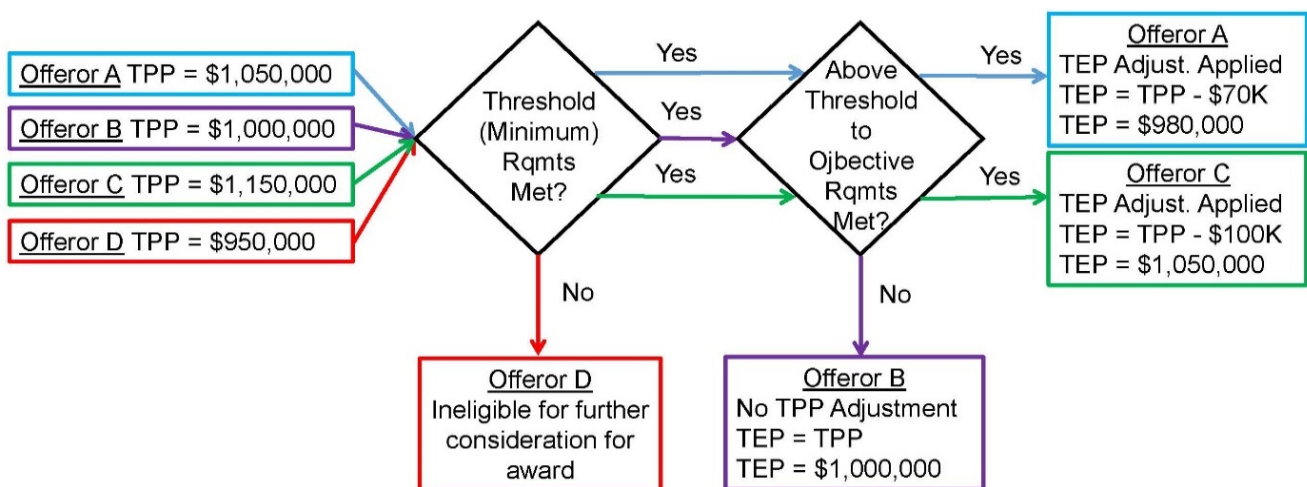 Offeror A TPP = $1,050,000
Offeror B TPP = $1,000,000
Offeror C TPP = $1,150,000
Offeror D TPP = $950,000
Threshold
(Minimum)
Rqmts
Met?
Yes
Yes
Yes
No
Above
Threshold
to
Ojbective
Rqmts
Met?
Yes
Yes
No
Offeror A
TEP Adjust. Applied
TEP = TPP - $70K
TEP = $980,000
Offeror C
TEP Adjust. Applied
TEP = TPP - $100K
TEP = $1,050,000
Offeror D
Ineligible for further
consideration for
award
Offeror B
No TPP Adjustment
TEP = TPP
TEP = $1,000,000